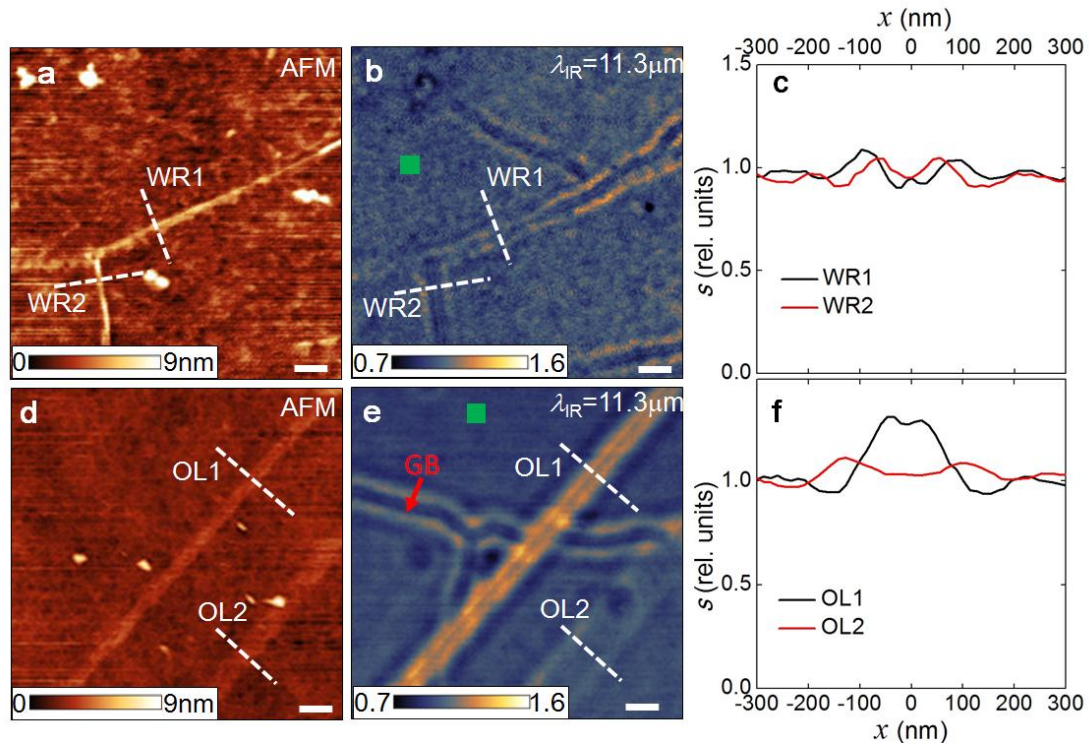 a
AFM
WR1
WR2
0
9nm
b
λIR=11.3μm
WR1
WR2
0.7
1.6
x (nm)
-300 -200 -100 0 100 200 300
1.5
c
1.0
s (rel. units)
0.5
WR1
WR2
0.0
d
AFM
OL1
OL2
0
9nm
e
λIR=11.3μm
GB
OL1
OL2
0.7
1.6
f
1.0
s (rel. units)
0.5
OL1
OL2
0.0
-300 -200 -100 0 100 200 300
x (nm)